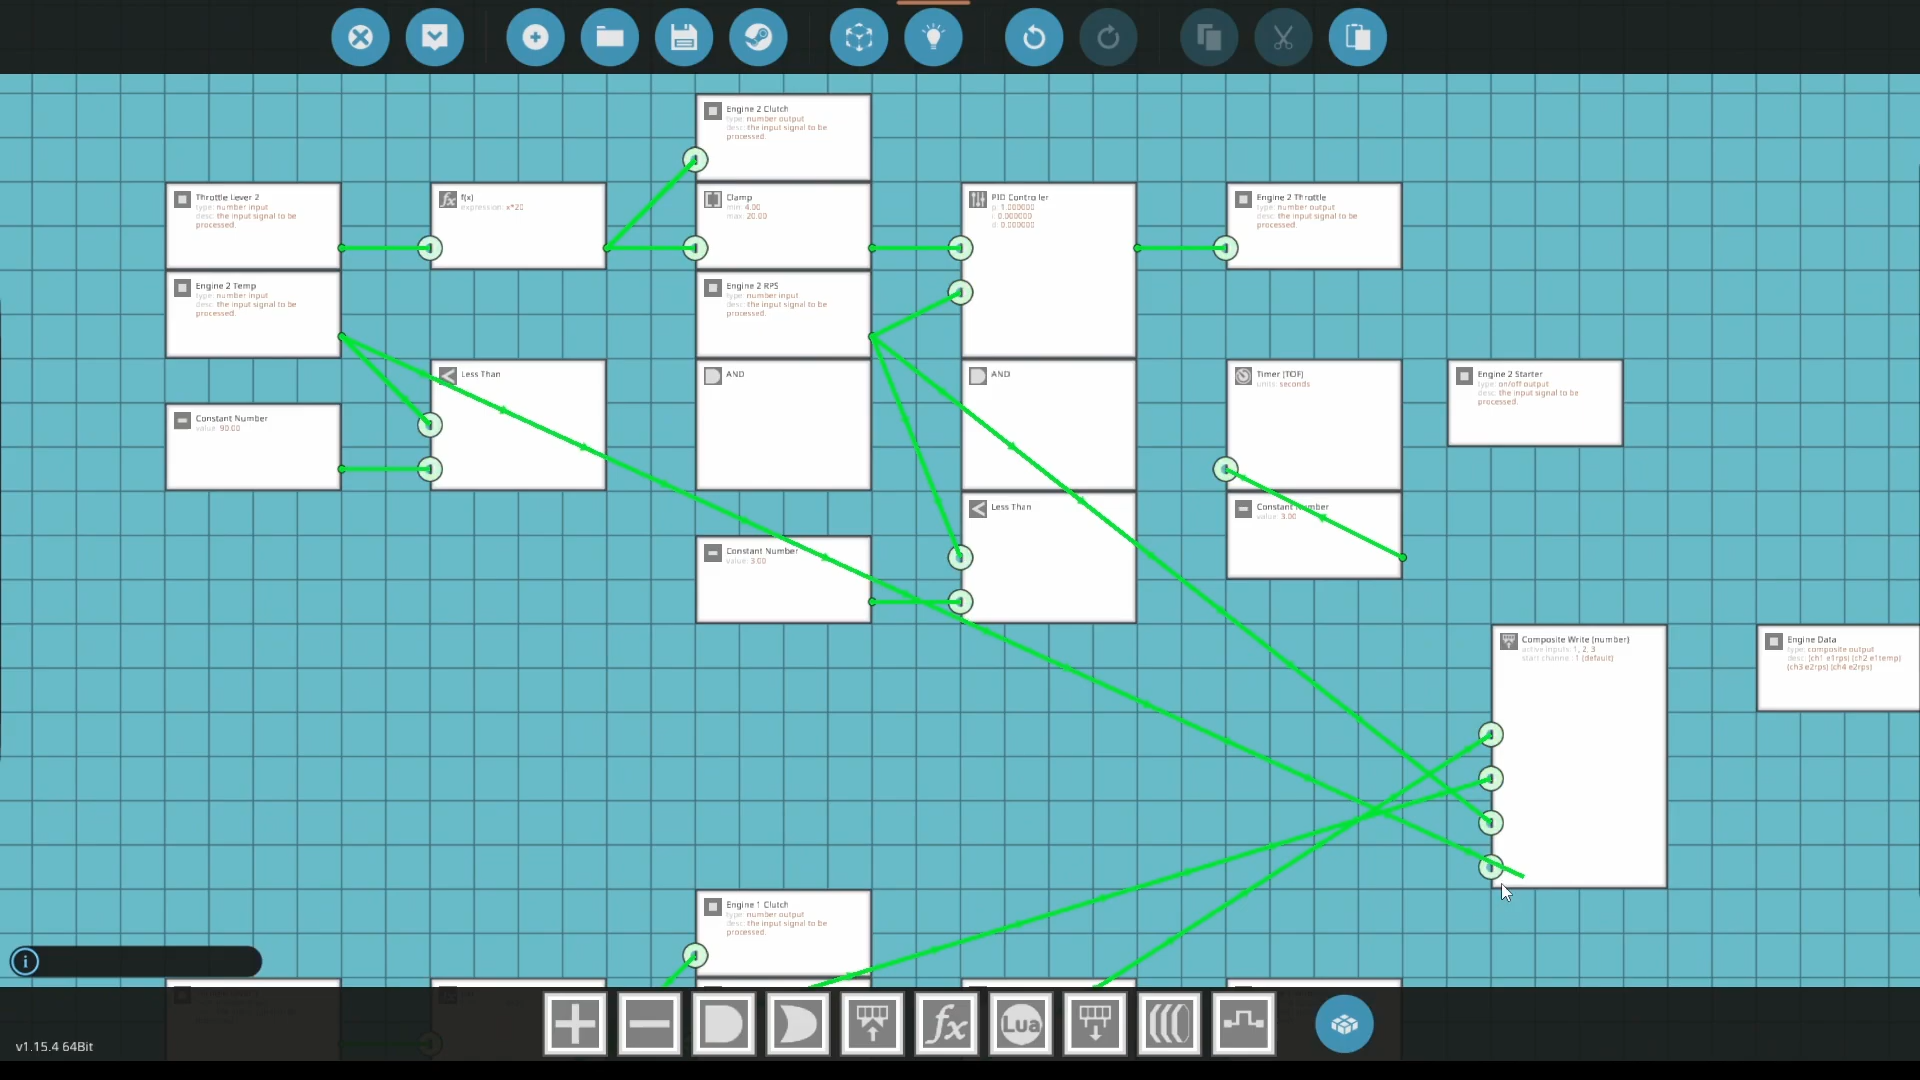 Engine 2 Clutch
type: number output
desc: the input signal to be
processed.
Throttle Lever 2
type: number input
desc: the input signal to be
processed.
f(x)
expression: x*20
Clamp
min: 4.00
max: 20.00
PID Controller
p: 1.000000
i: 0.000000
d: 0.000000
Engine 2 Throttle
type: number output
desc: the input signal to be
processed.
Engine 2 Temp
type: number input
desc: the input signal to be
processed.
Engine 2 RPS
type: number input
desc: the input signal to be
processed.
Less Than
AND
AND
Timer (TOF)
units: seconds
Engine 2 Starter
type: on/off output
desc: the input signal to be
processed.
Constant Number
value: 90.00
Less Than
Constant Number
value: 3.00
Constant Number
value: 3.00
Composite Write (number)
active inputs: 1, 2, 3
start channel : 1 (default)
Engine Data
type: composite output
desc: (ch1 e1rps) (ch2 e1temp)
(ch3 e2rps) (ch4 e2rps)
Engine 1 Clutch
type: number output
desc: the input signal to be
processed.
fx
Lua
v1.15.4 64Bit